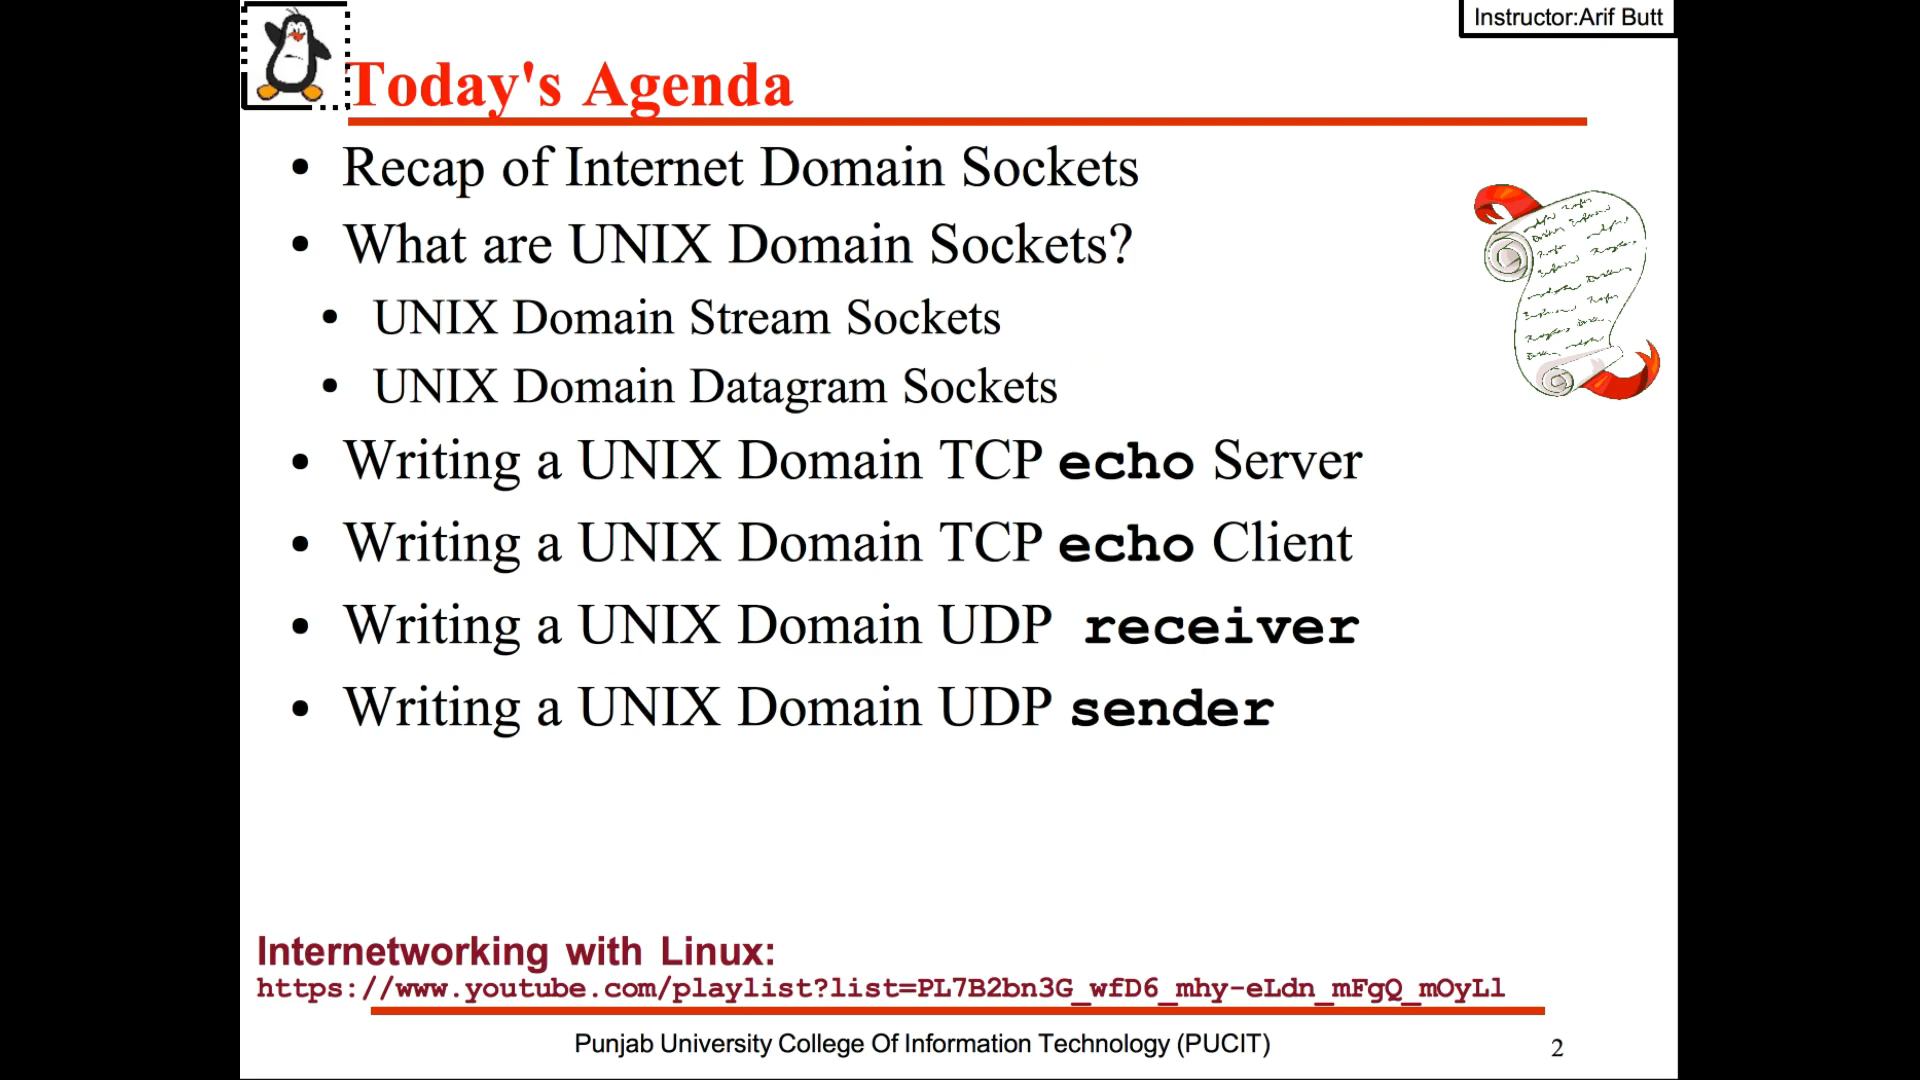 Instructor:Arif Butt
Today's Agenda
• Recap of Internet Domain Sockets
• What are UNIX Domain Sockets?
• UNIX Domain Stream Sockets
• UNIX Domain Datagram Sockets
• Writing a UNIX Domain TCP echo Server
• Writing a UNIX Domain TCP echo Client
• Writing a UNIX Domain UDP receiver
• Writing a UNIX Domain UDP sender
Internetworking with Linux:
https://www.youtube.com/playlist?list=PL7B2bn3G_wfD6_mhy-eLdn_mFgQ_mOyLl
Punjab University College Of Information Technology (PUCIT)
2